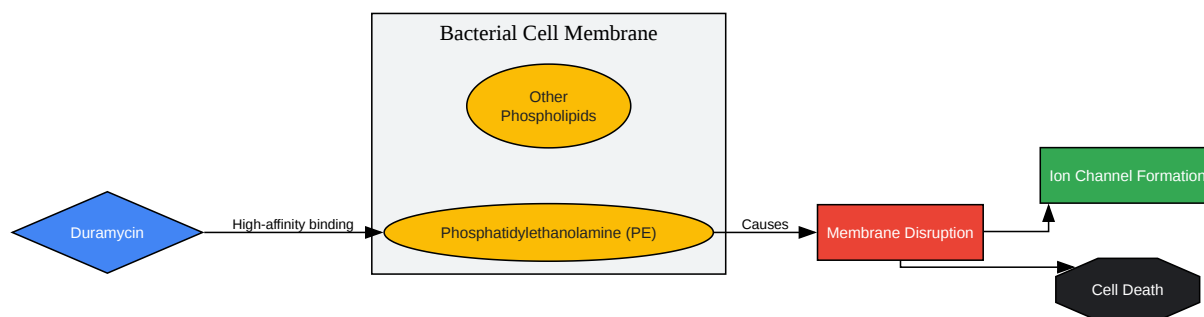 Bacterial Cell Membrane
Other
Phospholipids
Duramycin
High-affinity binding
Phosphatidylethanolamine (PE)
Causes
Membrane Disruption
Ion Channel Formation
Cell Death